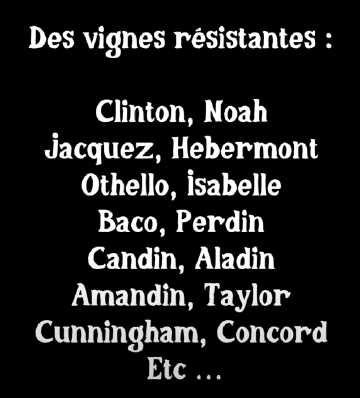 Des vignes résistantes :
Clinton, Noah
Jacquez, Hebermont
Othello, Isabelle
Baco, Perdin
Candin, Aladin
Amandin, Taylor
Cunningham, Concord
Etc ...